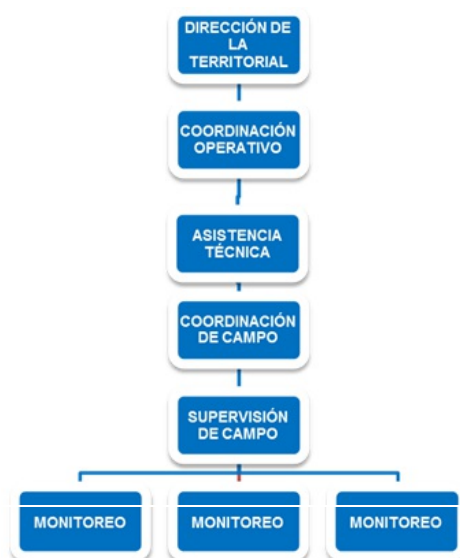 DIRECCIÓN DE
LA
TERRITORIAL
COORDINACIÓN
OPERATIVO
ASISTENCIA
TÉCNICA
COORDINACIÓN
DE CAMPO
SUPERVISIÓN
DE CAMPO
MONITOREO
MONITOREO
MONITOREO